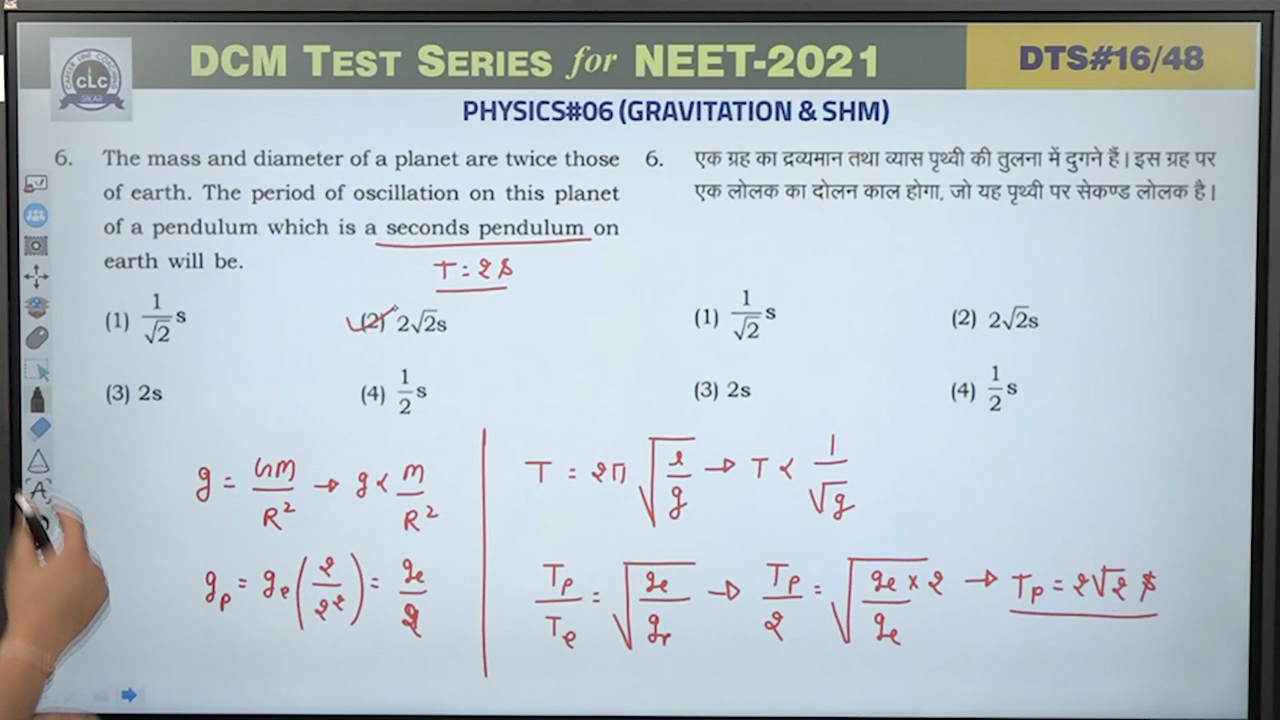 DCM TEST SERIES for NEET-2021
DTS#16/48
CLC
SIKAR
PHYSICS#06 (GRAVITATION & SHM)
6. The mass and diameter of a planet are twice those
of earth. The period of oscillation on this planet
of a pendulum which is a seconds pendulum on
earth will be.
T = 2s
(1) 1/√2 s (2) 2√2s
(3) 2s (4) 1/2 s
6. एक ग्रह का द्रव्यमान तथा व्यास पृथ्वी की तुलना में दुगने हैं। इस ग्रह पर
एक लोलक का दोलन काल होगा, जो यह पृथ्वी पर सेकण्ड लोलक है।
(1) 1/√2 s (2) 2√2s
(3) 2s (4) 1/2 s
g = GM/R² → g ∝ m/R²
gp = ge (2/2²) = ge/2
T = 2π √(l/g) → T ∝ 1/√g
Tp/Te = √(ge/gp) → Tp/2 = √(ge×2/ge) → Tp = 2√2 s